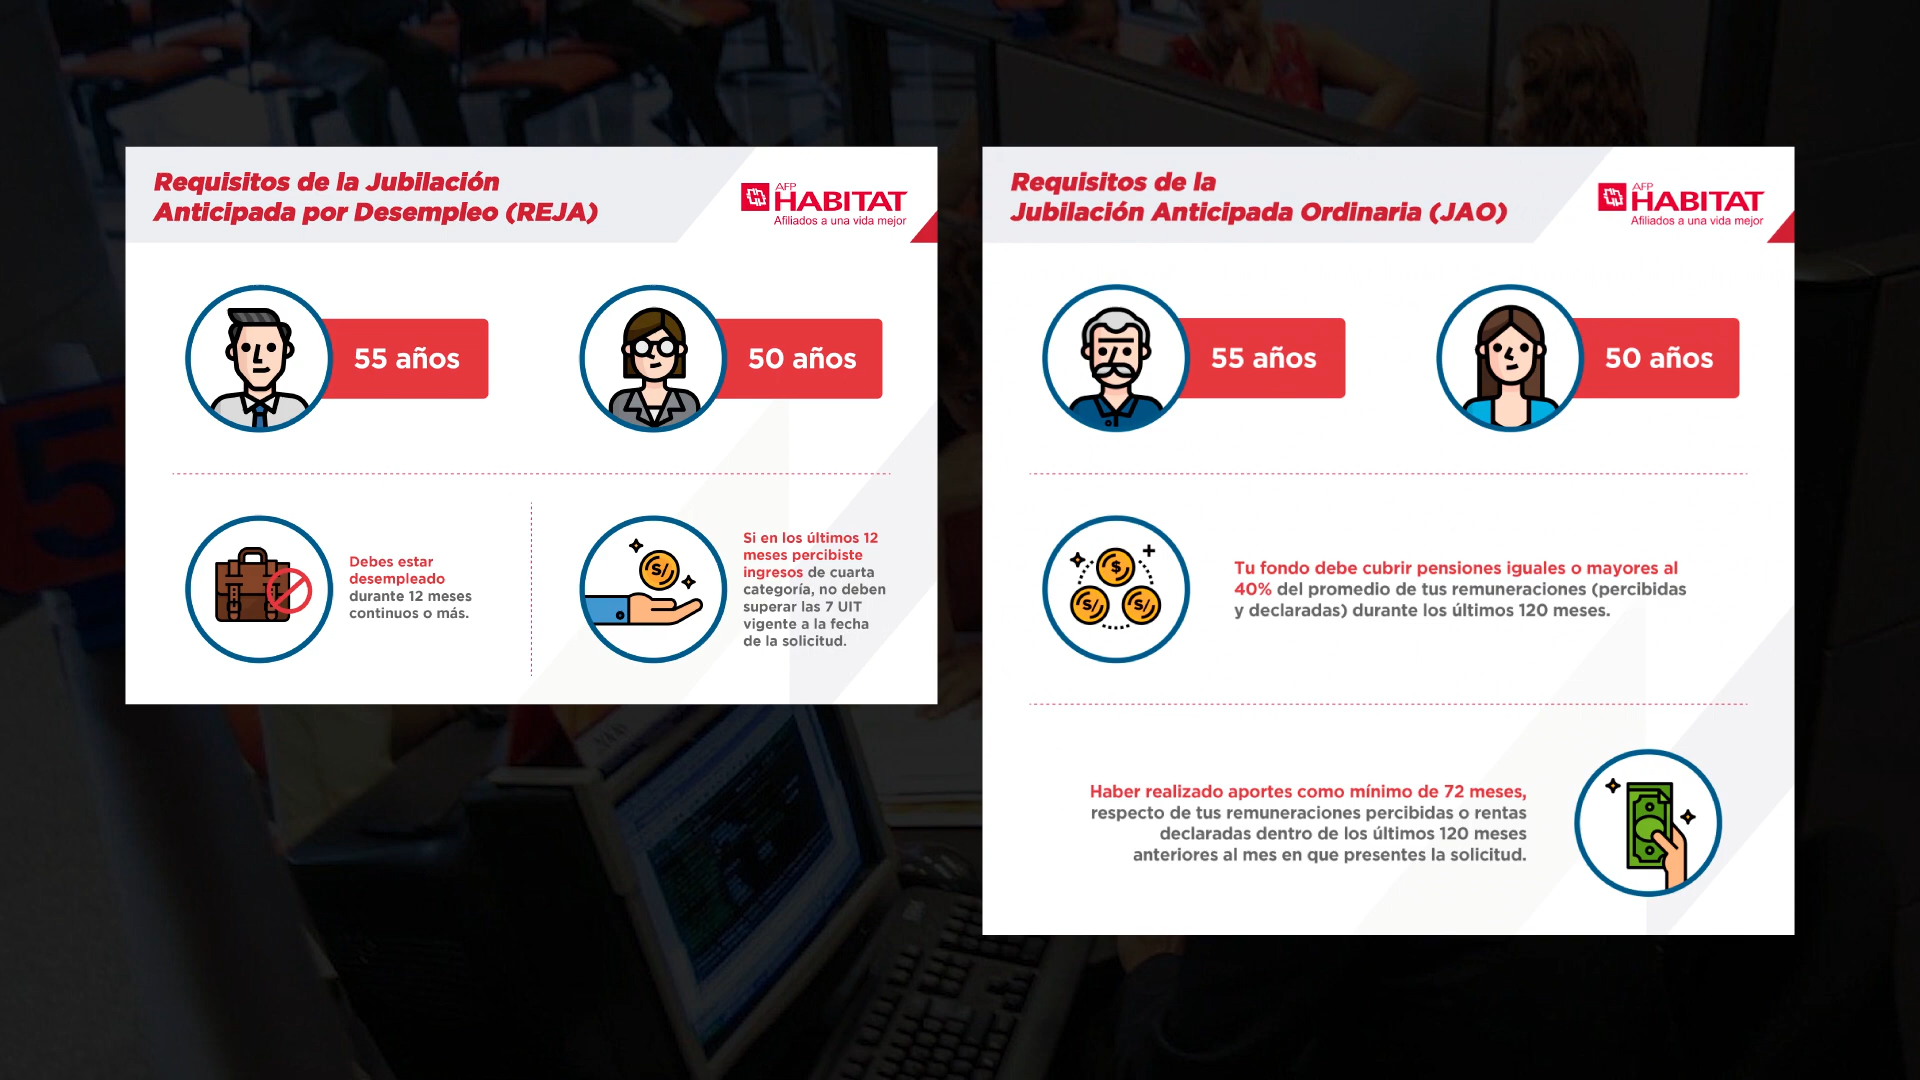 Requisitos de la Jubilación
Anticipada por Desempleo (REJA)
AFP
HABITAT
Afiliados a una vida mejor
55 años
50 años
Debes estar
desempleado
durante 12 meses
continuos o más.
S/
Si en los últimos 12
meses percibiste
ingresos de cuarta
categoría, no deben
superar las 7 UIT
vigente a la fecha
de la solicitud.
Requisitos de la
Jubilación Anticipada Ordinaria (JAO)
AFP
HABITAT
Afiliados a una vida mejor
55 años
50 años
$
S/
S/
Tu fondo debe cubrir pensiones iguales o mayores al
40% del promedio de tus remuneraciones (percibidas
y declaradas) durante los últimos 120 meses.
Haber realizado aportes como mínimo de 72 meses,
respecto de tus remuneraciones percibidas o rentas
declaradas dentro de los últimos 120 meses
anteriores al mes en que presentes la solicitud.
5